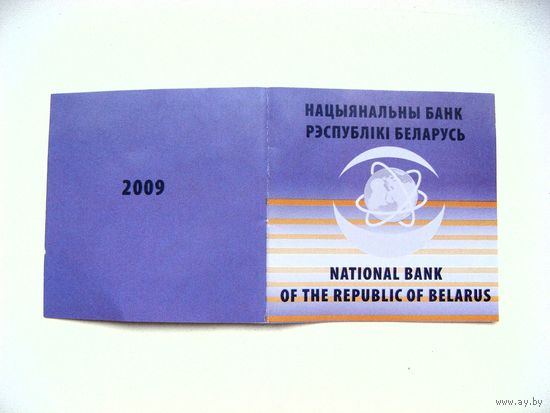 2009
НАЦЫЯНАЛЬНЫ БАНК
РЭСПУБЛІКІ БЕЛАРУСЬ
NATIONAL BANK
OF THE REPUBLIC OF BELARUS
© www.ay.by